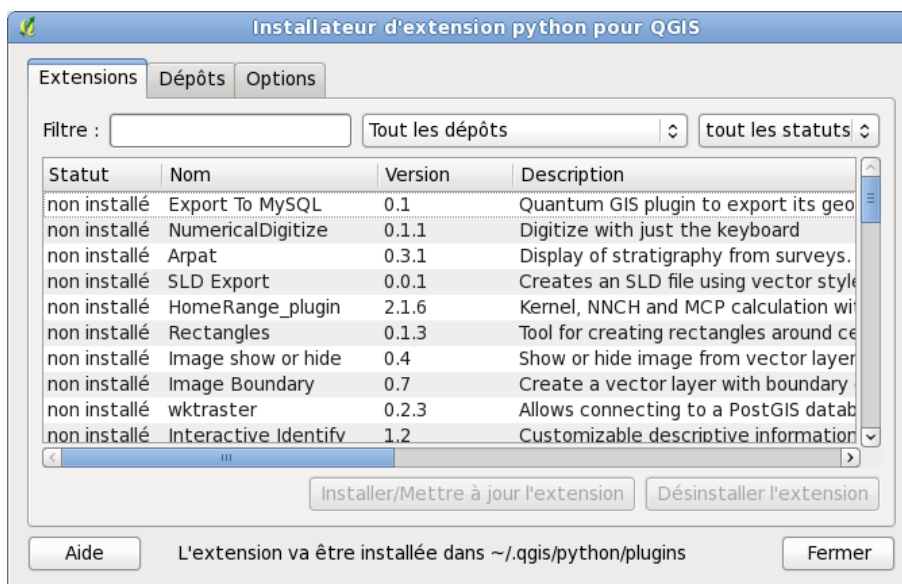 Installateur d'extension python pour QGIS
Extensions Dépôts Options
Filtre : Tout les dépôts tout les statuts
Statut Nom Version Description
non installé Export To MySQL 0.1 Quantum GIS plugin to export its geo
non installé NumericalDigitize 0.1.1 Digitize with just the keyboard
non installé Arpat 0.3.1 Display of stratigraphy from surveys.
non installé SLD Export 0.0.1 Creates an SLD file using vector style
non installé HomeRange_plugin 2.1.6 Kernel, NNCH and MCP calculation wi
non installé Rectangles 0.1.3 Tool for creating rectangles around ce
non installé Image show or hide 0.4 Show or hide image from vector layer
non installé Image Boundary 0.7 Create a vector layer with boundary
non installé wktraster 0.2.3 Allows connecting to a PostGIS datab
non installé Interactive Identify 1.2 Customizable descriptive information
Installer/Mettre à jour l'extension Désinstaller l'extension
Aide L'extension va être installée dans ~/.qgis/python/plugins Fermer